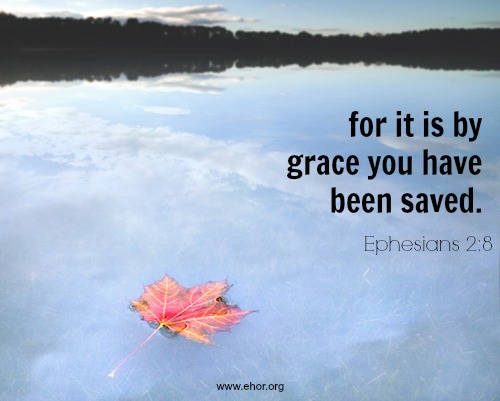 for it is by
grace you have
been saved.
Ephesians 2:8
www.ehor.org